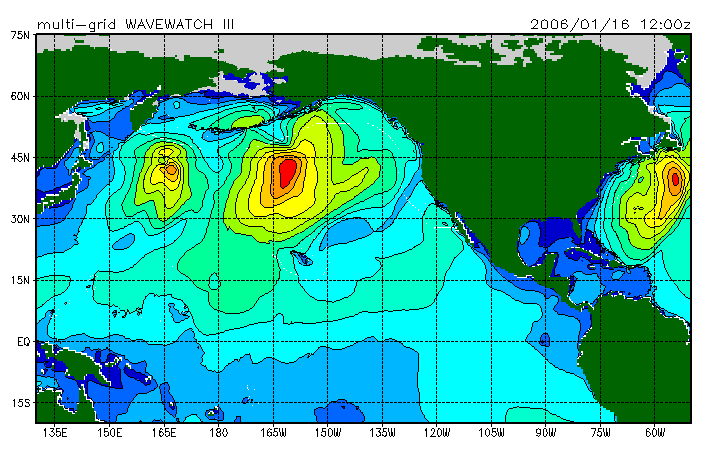 multi-grid WAVEWATCH III 2006/01/16 12:00z
75N
60N
45N
30N
15N
EQ
15S
135E 150E 165E 180 165W 150W 135W 120W 105W 90W 75W 60W